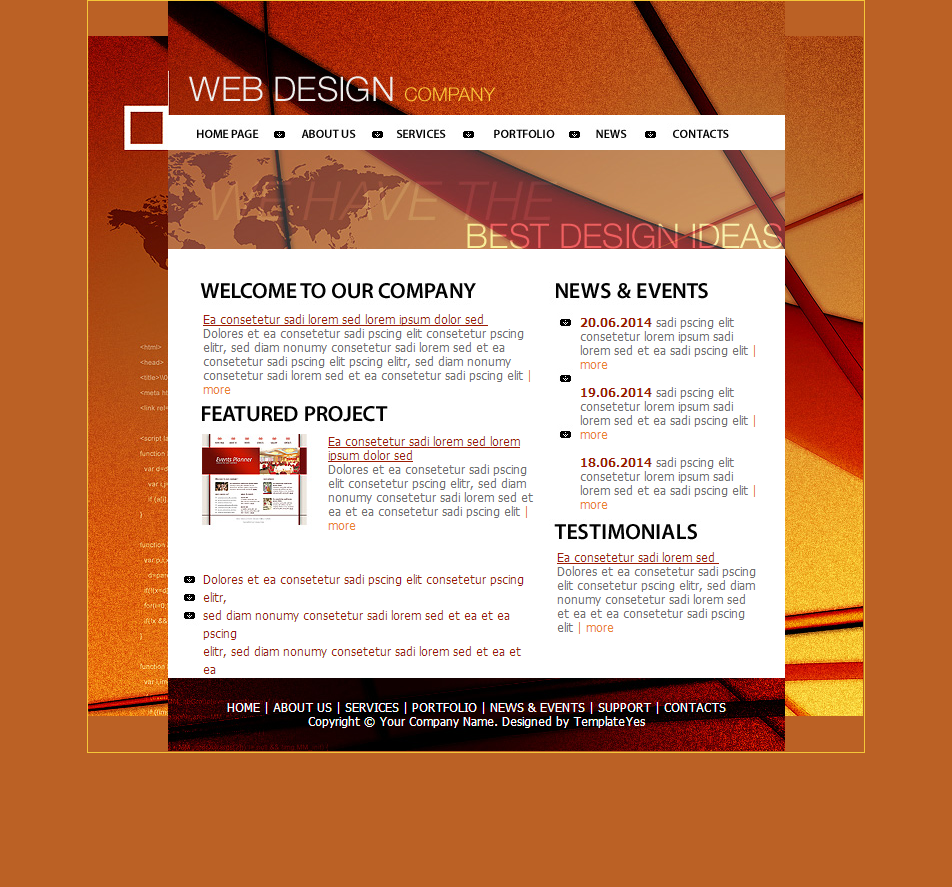 WEB DESIGN COMPANY
HOME PAGE ABOUT US SERVICES PORTFOLIO NEWS CONTACTS
WE HAVE THE
BEST DESIGN IDEAS
WELCOME TO OUR COMPANY
Ea consetetur sadi lorem sed lorem ipsum dolor sed
Dolores et ea consetetur sadi pscing elit consetetur pscing
elitr, sed diam nonumy consetetur sadi lorem sed et ea
consetetur sadi pscing elit pscing elitr, sed diam nonumy
consetetur sadi lorem sed et ea consetetur sadi pscing elit |
more
FEATURED PROJECT
Events Planner
Ea consetetur sadi lorem sed lorem
ipsum dolor sed
Dolores et ea consetetur sadi pscing
elit consetetur pscing elitr, sed diam
nonumy consetetur sadi lorem sed et
ea consetetur sadi pscing elit |
more
Dolores et ea consetetur sadi pscing elit consetetur pscing
elitr,
sed diam nonumy consetetur sadi lorem sed et ea et ea
pscing
elitr, sed diam nonumy consetetur sadi lorem sed et ea et
ea
NEWS & EVENTS
20.06.2014 sadi pscing elit
consetetur lorem ipsum sadi
lorem sed et ea sadi pscing elit |
more
19.06.2014 sadi pscing elit
consetetur lorem ipsum sadi
lorem sed et ea sadi pscing elit |
more
18.06.2014 sadi pscing elit
consetetur lorem ipsum sadi
lorem sed et ea sadi pscing elit |
more
TESTIMONIALS
Ea consetetur sadi lorem sed
Dolores et ea consetetur sadi pscing
elit consetetur pscing elitr, sed diam
nonumy consetetur sadi lorem sed
et ea et ea consetetur sadi pscing
elit | more
<html>
<head>
function
function
function
HOME | ABOUT US | SERVICES | PORTFOLIO | NEWS & EVENTS | SUPPORT | CONTACTS
Copyright © Your Company Name. Designed by TemplateYes